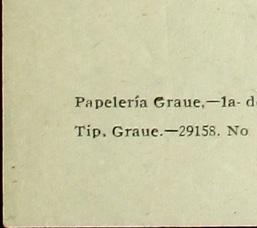 Papelería Graue,—1a- d
Tip. Graue.—29158. No